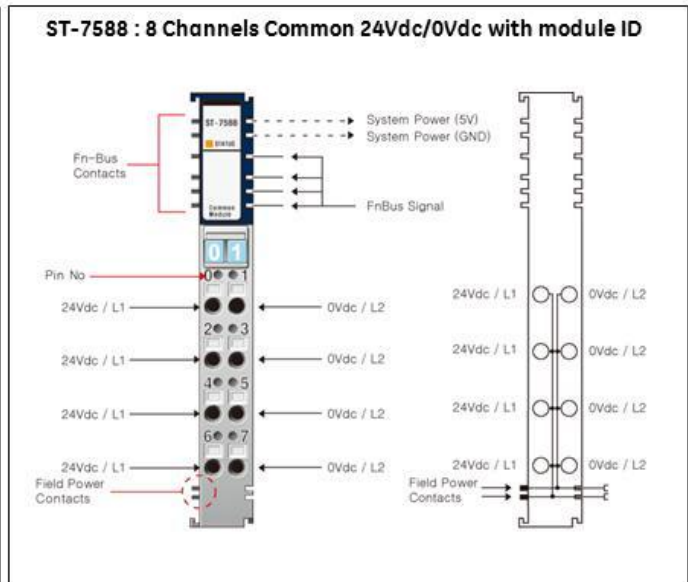 ST-7588 : 8 Channels Common 24Vdc/0Vdc with module ID
ST-7588
STATUS
System Power (5V)
System Power (GND)
Fn-Bus
Contacts
FnBus Signal
Common
Module
0 1
Pin No
0 1
24Vdc / L1
0Vdc / L2
2 3
24Vdc / L1
0Vdc / L2
4 5
24Vdc / L1
0Vdc / L2
6 7
24Vdc / L1
0Vdc / L2
Field Power
Contacts
24Vdc / L1
0Vdc / L2
24Vdc / L1
0Vdc / L2
24Vdc / L1
0Vdc / L2
24Vdc / L1
0Vdc / L2
Field Power
Contacts